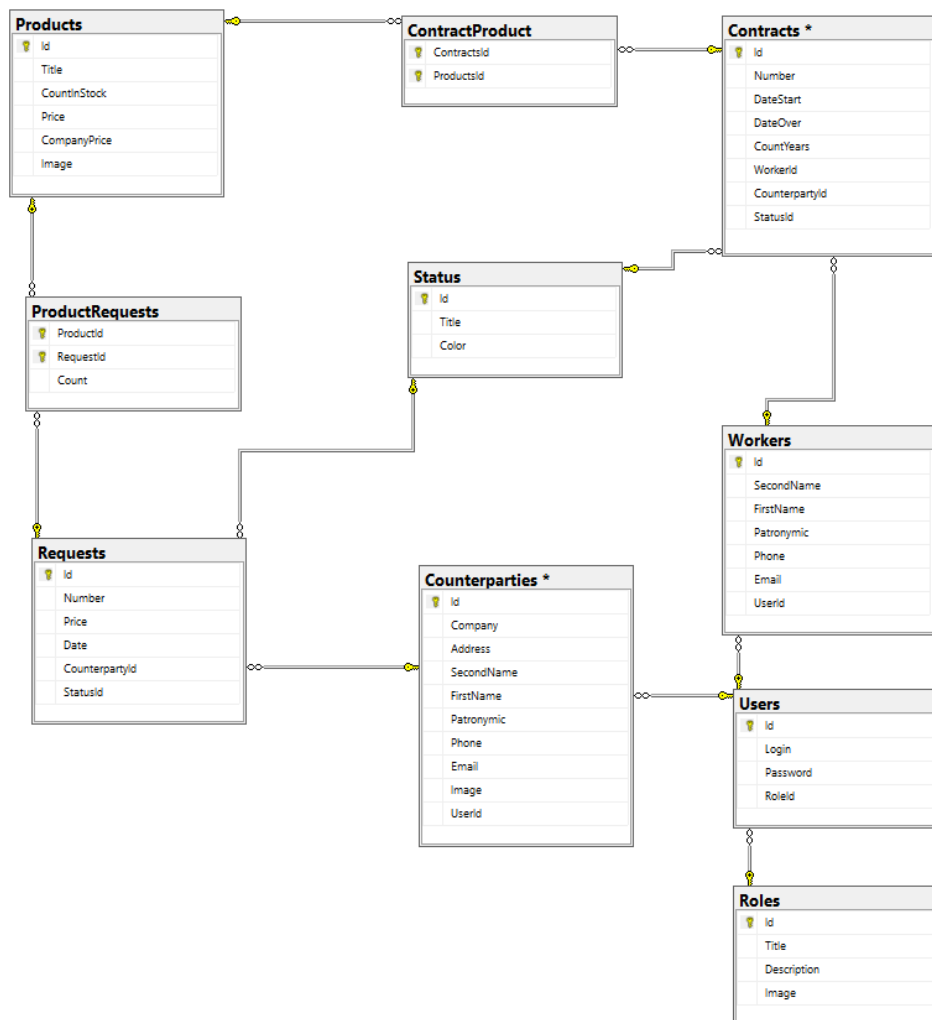 Products
Id
Title
CountInStock
Price
CompanyPrice
Image
ContractProduct
ContractsId
ProductsId
Contracts *
Id
Number
DateStart
DateOver
CountYears
WorkerId
CounterpartyId
StatusId
Status
Id
Title
Color
ProductRequests
ProductId
RequestId
Count
Workers
Id
SecondName
FirstName
Patronymic
Phone
Email
UserId
Requests
Id
Number
Price
Date
CounterpartyId
StatusId
Counterparties *
Id
Company
Address
SecondName
FirstName
Patronymic
Phone
Email
Image
UserId
Users
Id
Login
Password
RoleId
Roles
Id
Title
Description
Image